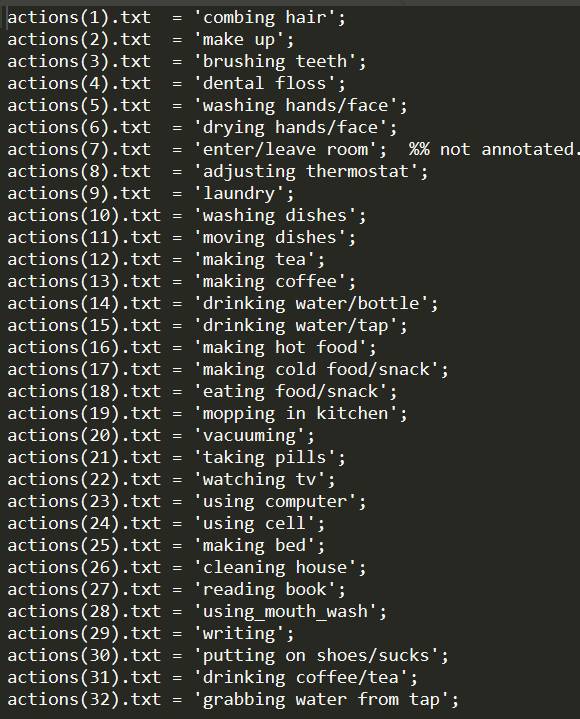 actions(1).txt  = 'combing hair';
actions(2).txt  = 'make up';
actions(3).txt  = 'brushing teeth';
actions(4).txt  = 'dental floss';
actions(5).txt  = 'washing hands/face';
actions(6).txt  = 'drying hands/face';
actions(7).txt  = 'enter/leave room';  %% not annotated.
actions(8).txt  = 'adjusting thermostat';
actions(9).txt  = 'laundry';
actions(10).txt = 'washing dishes';
actions(11).txt = 'moving dishes';
actions(12).txt = 'making tea';
actions(13).txt = 'making coffee';
actions(14).txt = 'drinking water/bottle';
actions(15).txt = 'drinking water/tap';
actions(16).txt = 'making hot food';
actions(17).txt = 'making cold food/snack';
actions(18).txt = 'eating food/snack';
actions(19).txt = 'mopping in kitchen';
actions(20).txt = 'vacuuming';
actions(21).txt = 'taking pills';
actions(22).txt = 'watching tv';
actions(23).txt = 'using computer';
actions(24).txt = 'using cell';
actions(25).txt = 'making bed';
actions(26).txt = 'cleaning house';
actions(27).txt = 'reading book';
actions(28).txt = 'using_mouth_wash';
actions(29).txt = 'writing';
actions(30).txt = 'putting on shoes/sucks';
actions(31).txt = 'drinking coffee/tea';
actions(32).txt = 'grabbing water from tap';